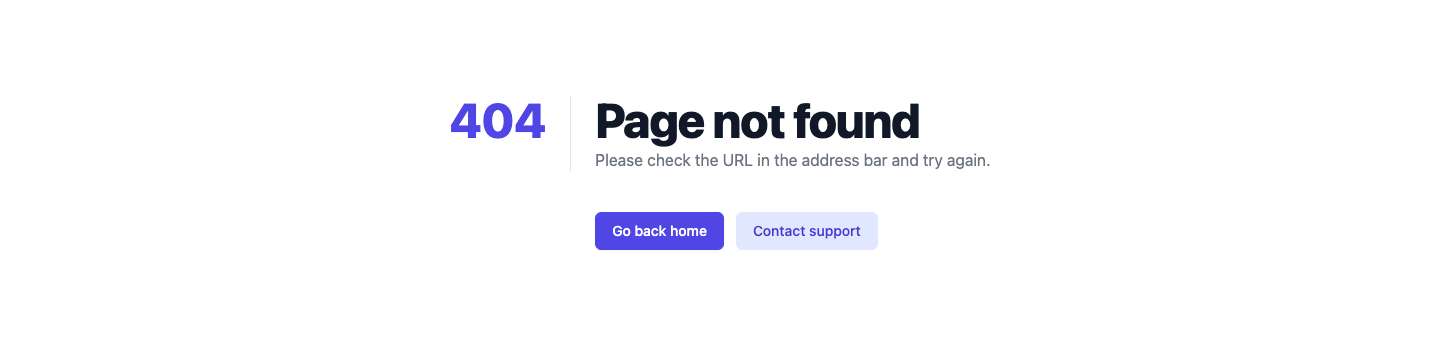 404
Page not found
Please check the URL in the address bar and try again.
Go back home
Contact support